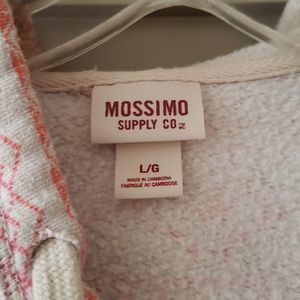 MOSSIMO
SUPPLY CO.
L/G
MADE IN CAMBODIA
FABRIQUÉ AU CAMBODGE